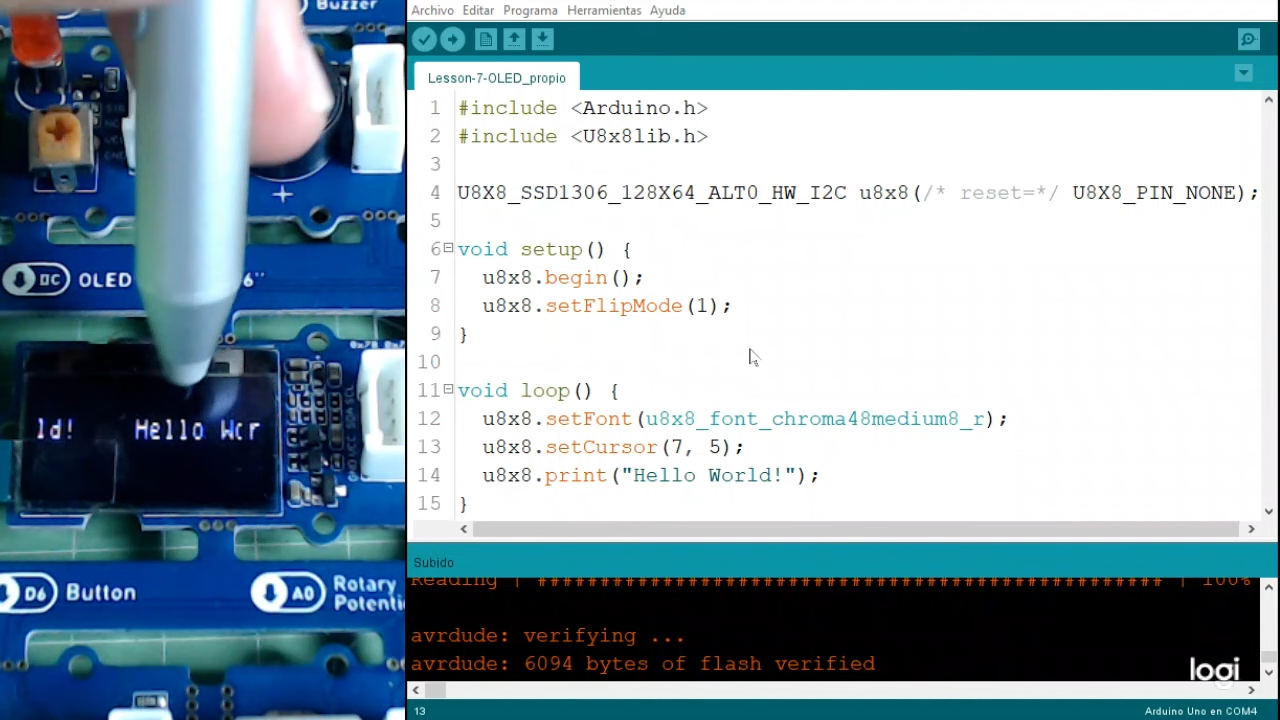 Buzzer
IIC OLED
6"
ld! Hello Wor
D6 Button
A0 Rotary
Potenti
Archivo Editar Programa Herramientas Ayuda
Lesson-7-OLED_propio
1 #include <Arduino.h>
2 #include <U8x8lib.h>
3
4 U8X8_SSD1306_128X64_ALT0_HW_I2C u8x8(/* reset=*/ U8X8_PIN_NONE);
5
6 void setup() {
7 u8x8.begin();
8 u8x8.setFlipMode(1);
9 }
10
11 void loop() {
12 u8x8.setFont(u8x8_font_chroma48medium8_r);
13 u8x8.setCursor(7, 5);
14 u8x8.print("Hello World!");
15 }
Subido
Reading | ################################################## | 100%
avrdude: verifying ...
avrdude: 6094 bytes of flash verified
logi
13
Arduino Uno en COM4